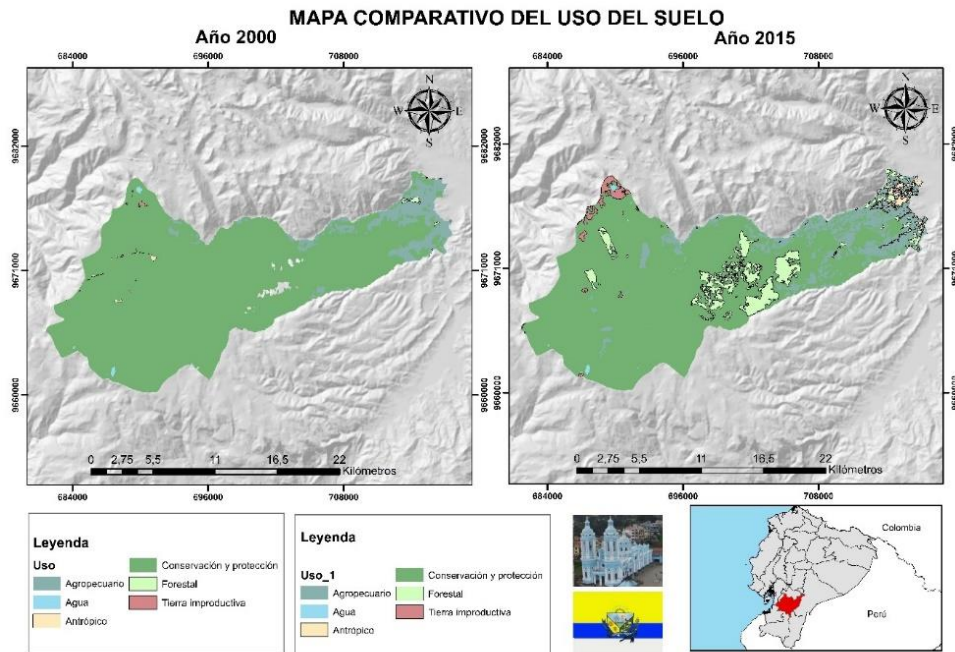 MAPA COMPARATIVO DEL USO DEL SUELO
Año 2000
684000 696000 708000
N
W E
S
9682000
9671000
9660000
0 2,75 5,5 11 16,5 22
Kilómetros
684000 696000 708000
Año 2015
684000 696000 708000
N
W E
S
9682000
9671000
9660000
0 2,75 5,5 11 16,5 22
Kilómetros
684000 696000 708000
Leyenda
Uso
Agropecuario
Agua
Antrópico
Conservación y protección
Forestal
Tierra improductiva
Leyenda
Uso_1
Agropecuario
Agua
Antrópico
Conservación y protección
Forestal
Tierra improductiva
Colombia
Perú